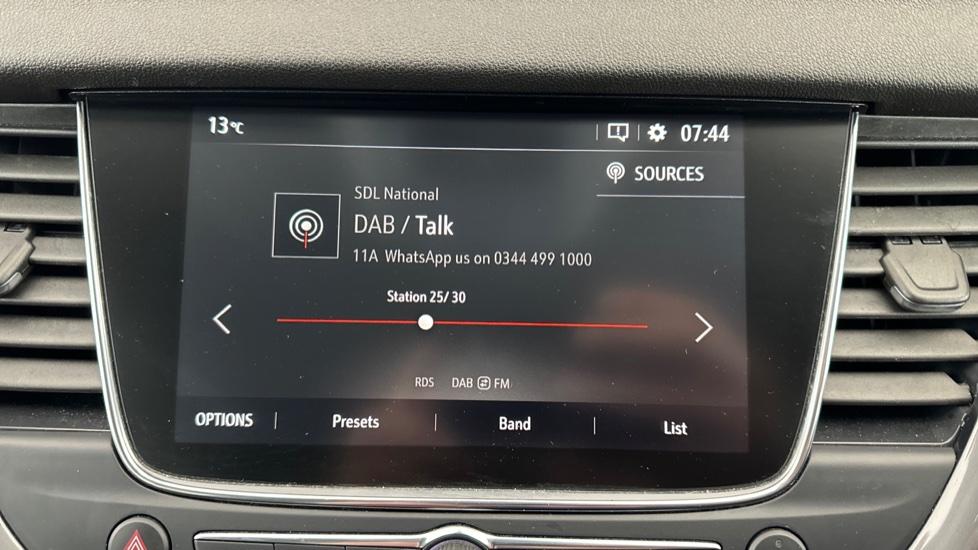 13°C 07:44
SOURCES
SDL National
DAB / Talk
11A WhatsApp us on 0344 499 1000
Station 25/ 30
RDS DAB FM
OPTIONS Presets Band List